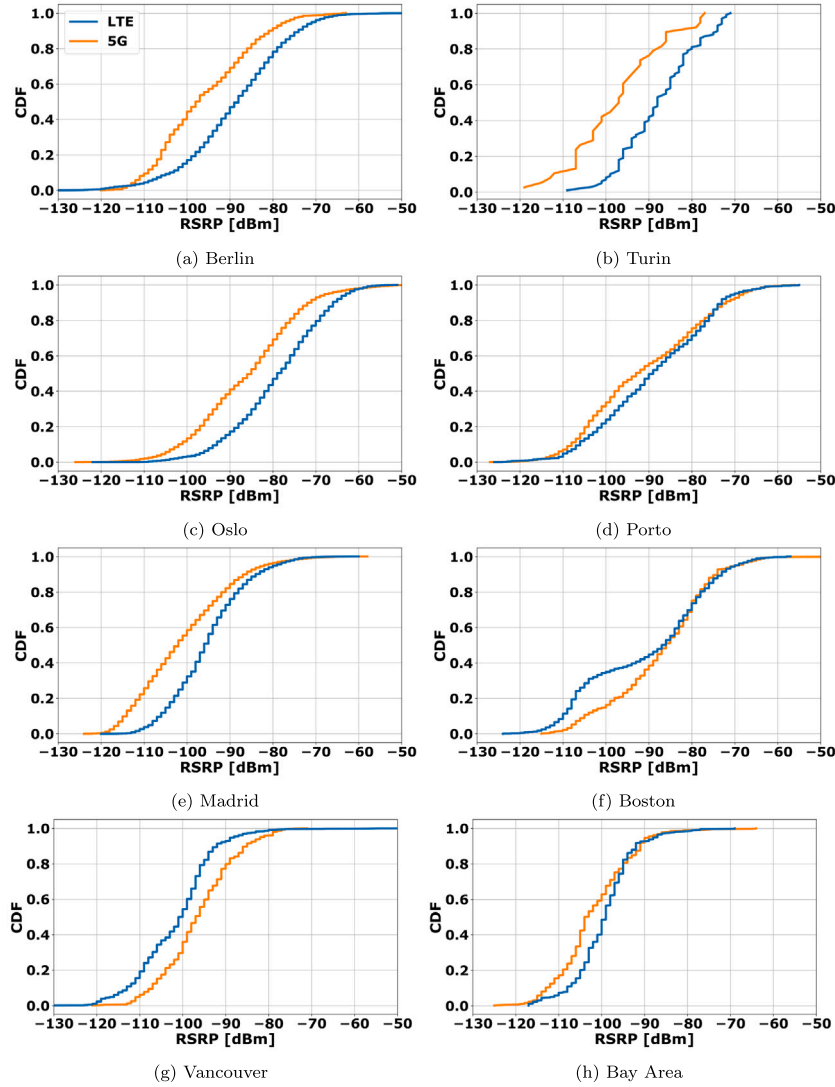 1.0
0.8
0.6
0.4
0.2
0.0
CDF
LTE
5G
−130 −120 −110 −100 −90 −80 −70 −60 −50
RSRP [dBm]
(a) Berlin
1.0
0.8
0.6
0.4
0.2
0.0
CDF
−130 −120 −110 −100 −90 −80 −70 −60 −50
RSRP [dBm]
(b) Turin
1.0
0.8
0.6
0.4
0.2
0.0
CDF
−130 −120 −110 −100 −90 −80 −70 −60 −50
RSRP [dBm]
(c) Oslo
1.0
0.8
0.6
0.4
0.2
0.0
CDF
−130 −120 −110 −100 −90 −80 −70 −60 −50
RSRP [dBm]
(d) Porto
1.0
0.8
0.6
0.4
0.2
0.0
CDF
−130 −120 −110 −100 −90 −80 −70 −60 −50
RSRP [dBm]
(e) Madrid
1.0
0.8
0.6
0.4
0.2
0.0
CDF
−130 −120 −110 −100 −90 −80 −70 −60 −50
RSRP [dBm]
(f) Boston
1.0
0.8
0.6
0.4
0.2
0.0
CDF
−130 −120 −110 −100 −90 −80 −70 −60 −50
RSRP [dBm]
(g) Vancouver
1.0
0.8
0.6
0.4
0.2
0.0
CDF
−130 −120 −110 −100 −90 −80 −70 −60 −50
RSRP [dBm]
(h) Bay Area